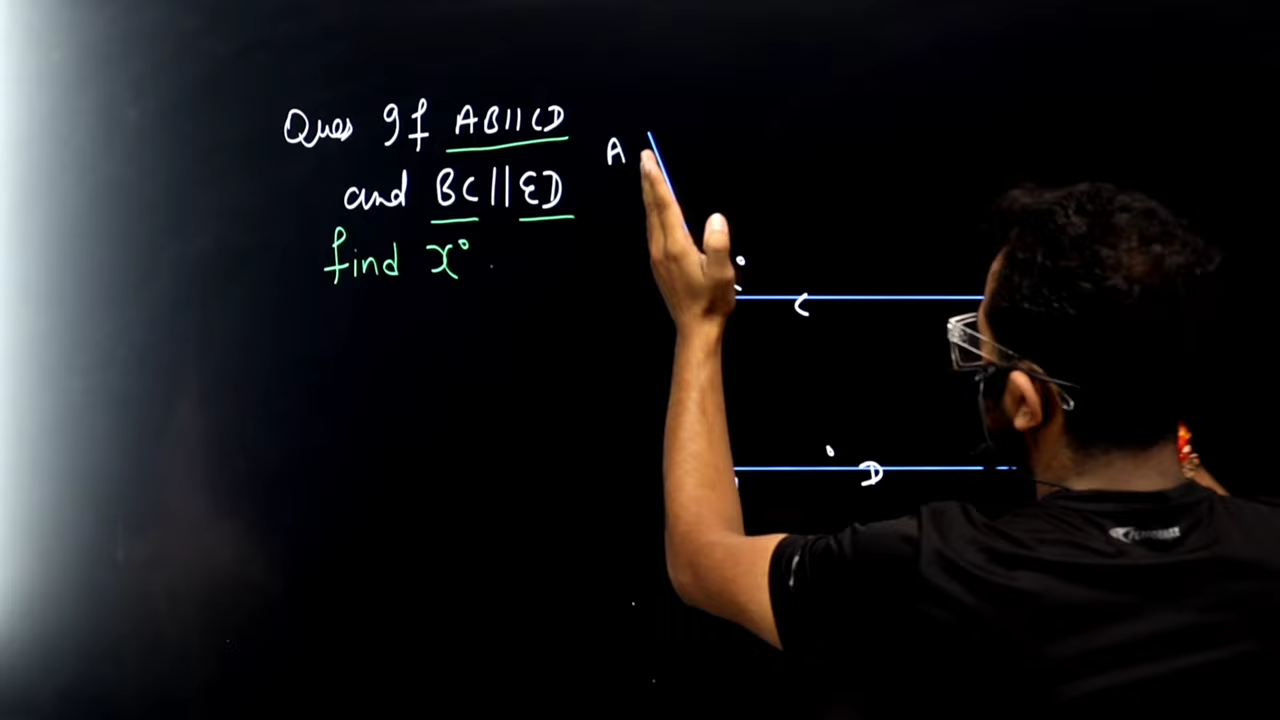 Ques If AB||CD
and BC||ED
find x°
A
C
D